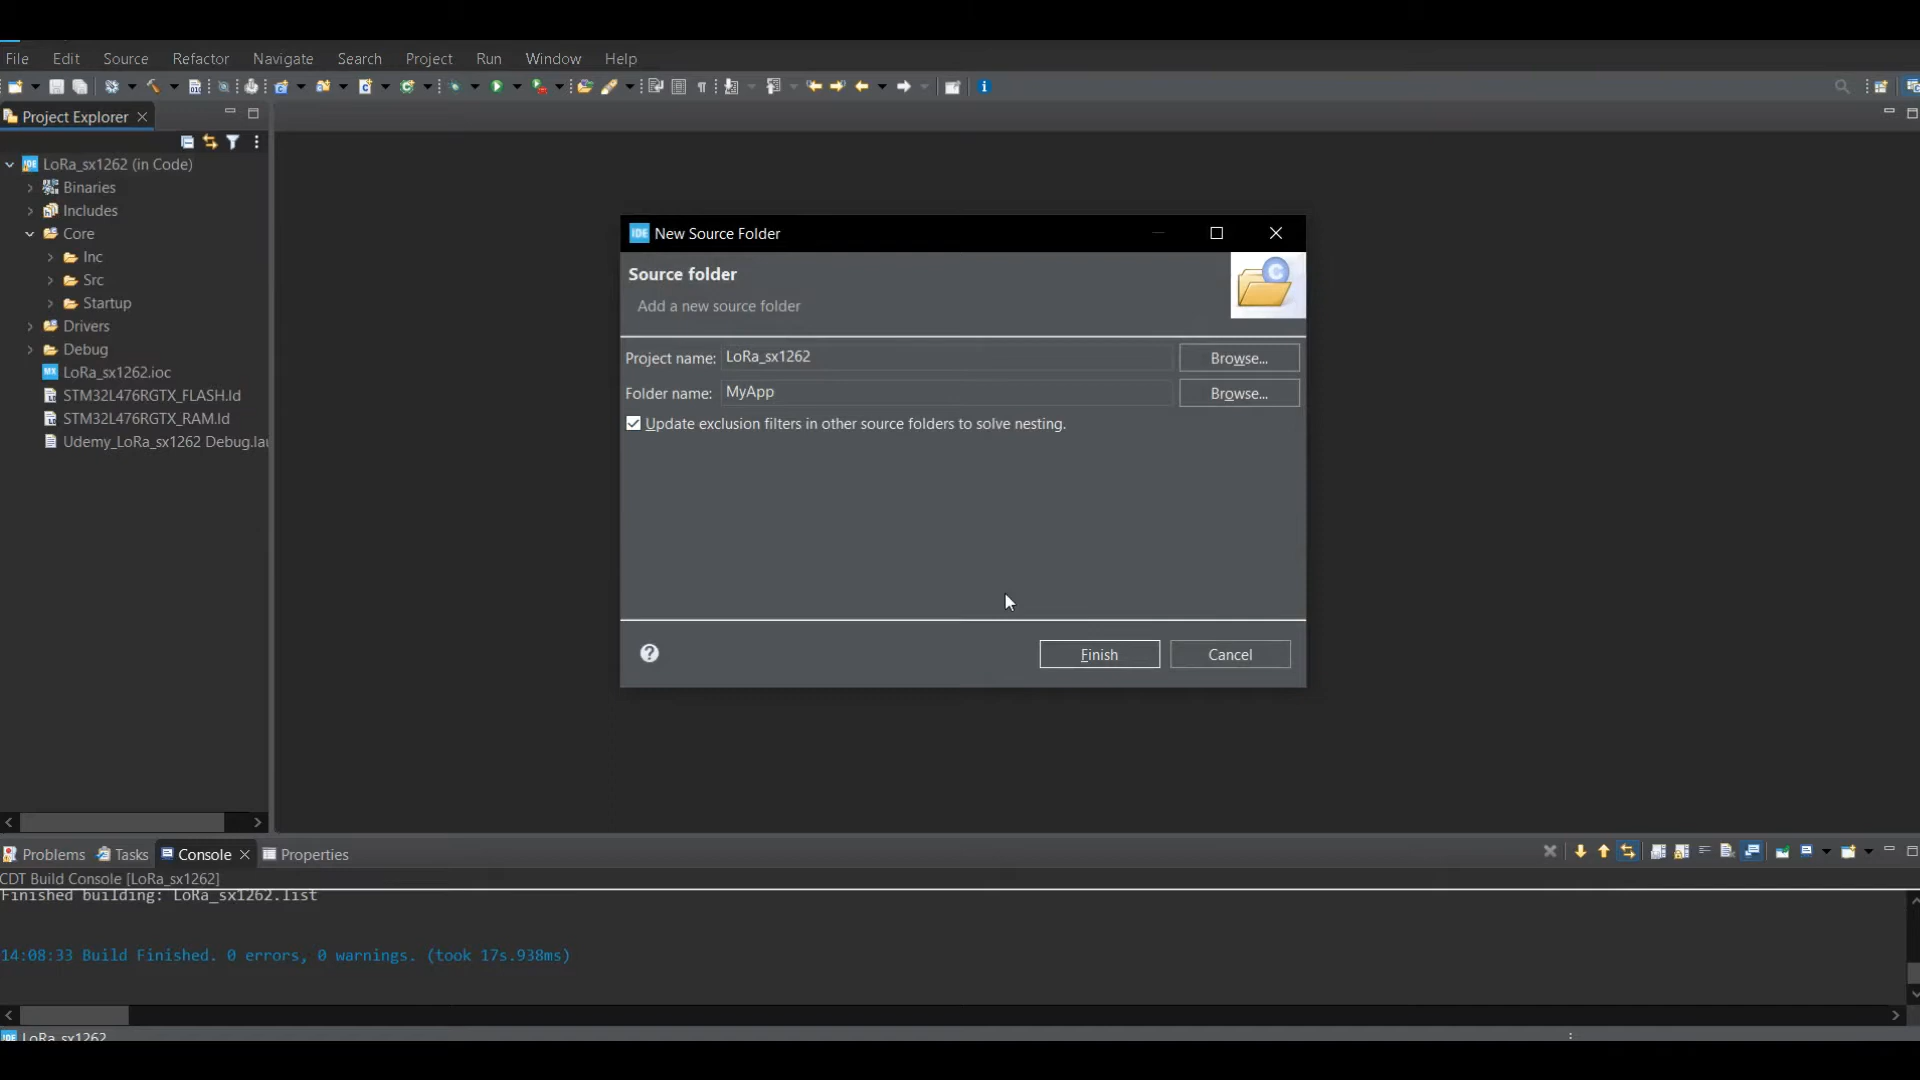 File Edit Source Refactor Navigate Search Project Run Window Help
Project Explorer
LoRa_sx1262 (in Code)
Binaries
Includes
Core
Inc
Src
Startup
Drivers
Debug
LoRa_sx1262.ioc
STM32L476RGTX_FLASH.ld
STM32L476RGTX_RAM.ld
Udemy_LoRa_sx1262 Debug.lau
IDE New Source Folder
Source folder
Add a new source folder
Project name: LoRa_sx1262 Browse...
Folder name: MyApp Browse...
Update exclusion filters in other source folders to solve nesting.
Finish Cancel
Problems Tasks Console Properties
CDT Build Console [LoRa_sx1262]
Finished building: LoRa_sx1262.list
14:08:33 Build Finished. 0 errors, 0 warnings. (took 17s.938ms)
LoRa_sx1262